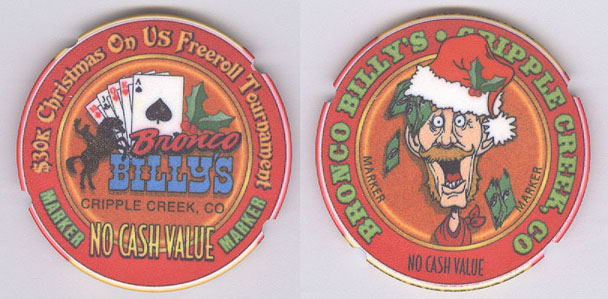 $30K Christmas On US Freeroll Tournament
A
Bronco
BILLY'S
CRIPPLE CREEK, CO
MARKER NO CASH VALUE MARKER
BRONCO BILLY'S • CRIPPLE CREEK, CO
MARKER
MARKER
NO CASH VALUE